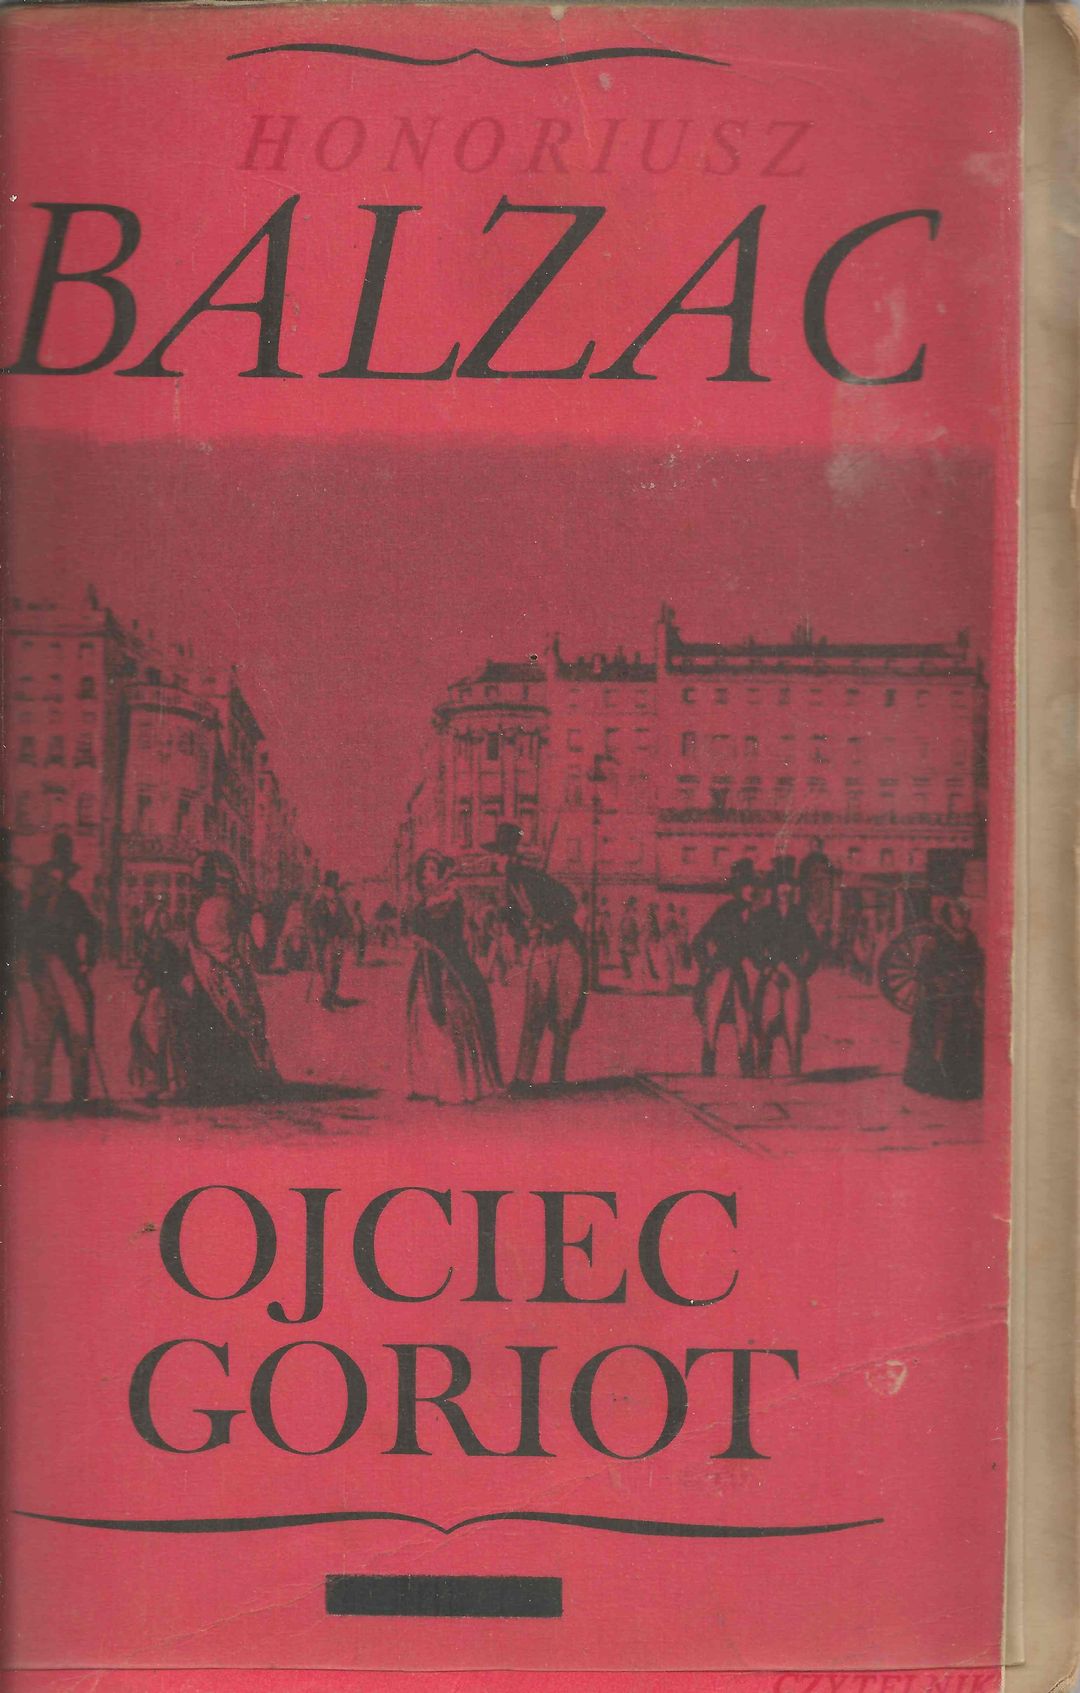 HONORIUSZ
BALZAC
OJCIEC
GORIOT
CZYTELNIK